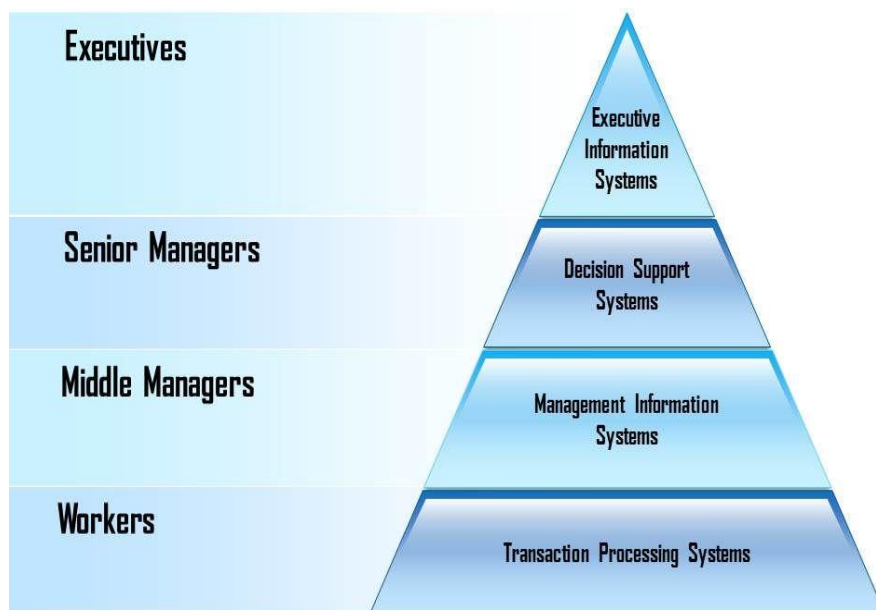 Executives
Executive
Information
Systems
Senior Managers
Decision Support
Systems
Middle Managers
Management Information
Systems
Workers
Transaction Processing Systems